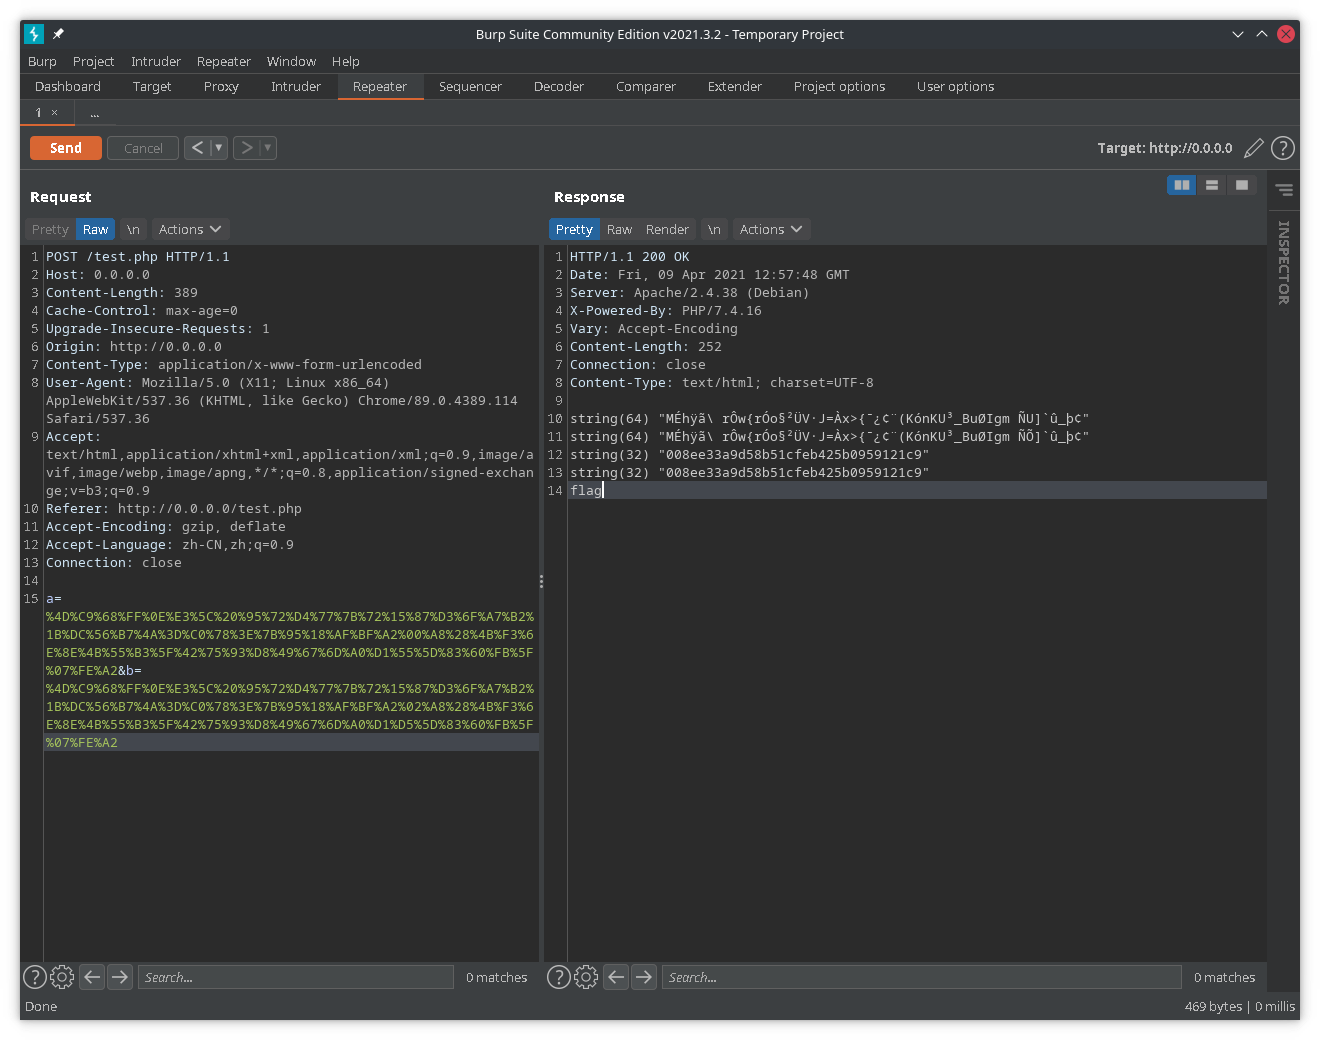 Burp Suite Community Edition v2021.3.2 - Temporary Project
Burp Project Intruder Repeater Window Help
Dashboard Target Proxy Intruder Repeater Sequencer Decoder Comparer Extender Project options User options
1 × ...
Send Cancel < > Target: http://0.0.0.0 ?
Request
Pretty Raw \n Actions
1 POST /test.php HTTP/1.1
2 Host: 0.0.0.0
3 Content-Length: 389
4 Cache-Control: max-age=0
5 Upgrade-Insecure-Requests: 1
6 Origin: http://0.0.0.0
7 Content-Type: application/x-www-form-urlencoded
8 User-Agent: Mozilla/5.0 (X11; Linux x86_64)
AppleWebKit/537.36 (KHTML, like Gecko) Chrome/89.0.4389.114
Safari/537.36
9 Accept:
text/html,application/xhtml+xml,application/xml;q=0.9,image/a
vif,image/webp,image/apng,*/*;q=0.8,application/signed-exchan
ge;v=b3;q=0.9
10 Referer: http://0.0.0.0/test.php
11 Accept-Encoding: gzip, deflate
12 Accept-Language: zh-CN,zh;q=0.9
13 Connection: close
14
15 a=
%4D%C9%68%FF%0E%E3%5C%20%95%72%D4%77%7B%72%15%87%D3%6F%A7%B2%
1B%DC%56%B7%4A%3D%C0%78%3E%7B%95%18%AF%BF%A2%00%A8%28%4B%F3%6
E%8E%4B%55%B3%5F%42%75%93%D8%49%67%6D%A0%D1%55%5D%83%60%FB%5F
%07%FE%A2&b=
%4D%C9%68%FF%0E%E3%5C%20%95%72%D4%77%7B%72%15%87%D3%6F%A7%B2%
1B%DC%56%B7%4A%3D%C0%78%3E%7B%95%18%AF%BF%A2%02%A8%28%4B%F3%6
E%8E%4B%55%B3%5F%42%75%93%D8%49%67%6D%A0%D1%D5%5D%83%60%FB%5F
%07%FE%A2
Response
Pretty Raw Render \n Actions
1 HTTP/1.1 200 OK
2 Date: Fri, 09 Apr 2021 12:57:48 GMT
3 Server: Apache/2.4.38 (Debian)
4 X-Powered-By: PHP/7.4.16
5 Vary: Accept-Encoding
6 Content-Length: 252
7 Connection: close
8 Content-Type: text/html; charset=UTF-8
9
10 string(64) "MÉhÿã\ rÔw{rÓo§²ÜV·J=Àx>{¯¿¢¨(KónKU³_BuØIgm ÑU]`û_þ¢"
11 string(64) "MÉhÿã\ rÔw{rÓo§²ÜV·J=Àx>{¯¿¢¨(KónKU³_BuØIgm ÑÕ]`û_þ¢"
12 string(32) "008ee33a9d58b51cfeb425b0959121c9"
13 string(32) "008ee33a9d58b51cfeb425b0959121c9"
14 flag
INSPECTOR
? Search... 0 matches
? Search... 0 matches
Done
469 bytes | 0 millis